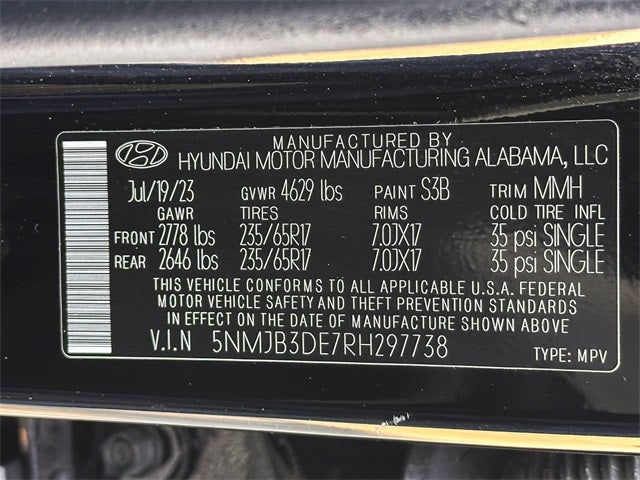 MANUFACTURED BY
HYUNDAI MOTOR MANUFACTURING ALABAMA, LLC
Jul/19/23 GVWR 4629 lbs PAINT S3B TRIM MMH
GAWR TIRES RIMS COLD TIRE INFL
FRONT 2778 lbs 235/65R17 7.0JX17 35 psi SINGLE
REAR 2646 lbs 235/65R17 7.0JX17 35 psi SINGLE
THIS VEHICLE CONFORMS TO ALL APPLICABLE U.S.A. FEDERAL
MOTOR VEHICLE SAFETY AND THEFT PREVENTION STANDARDS
IN EFFECT ON THE DATE OF MANUFACTURE SHOWN ABOVE
V.I.N 5NMJB3DE7RH297738 TYPE: MPV